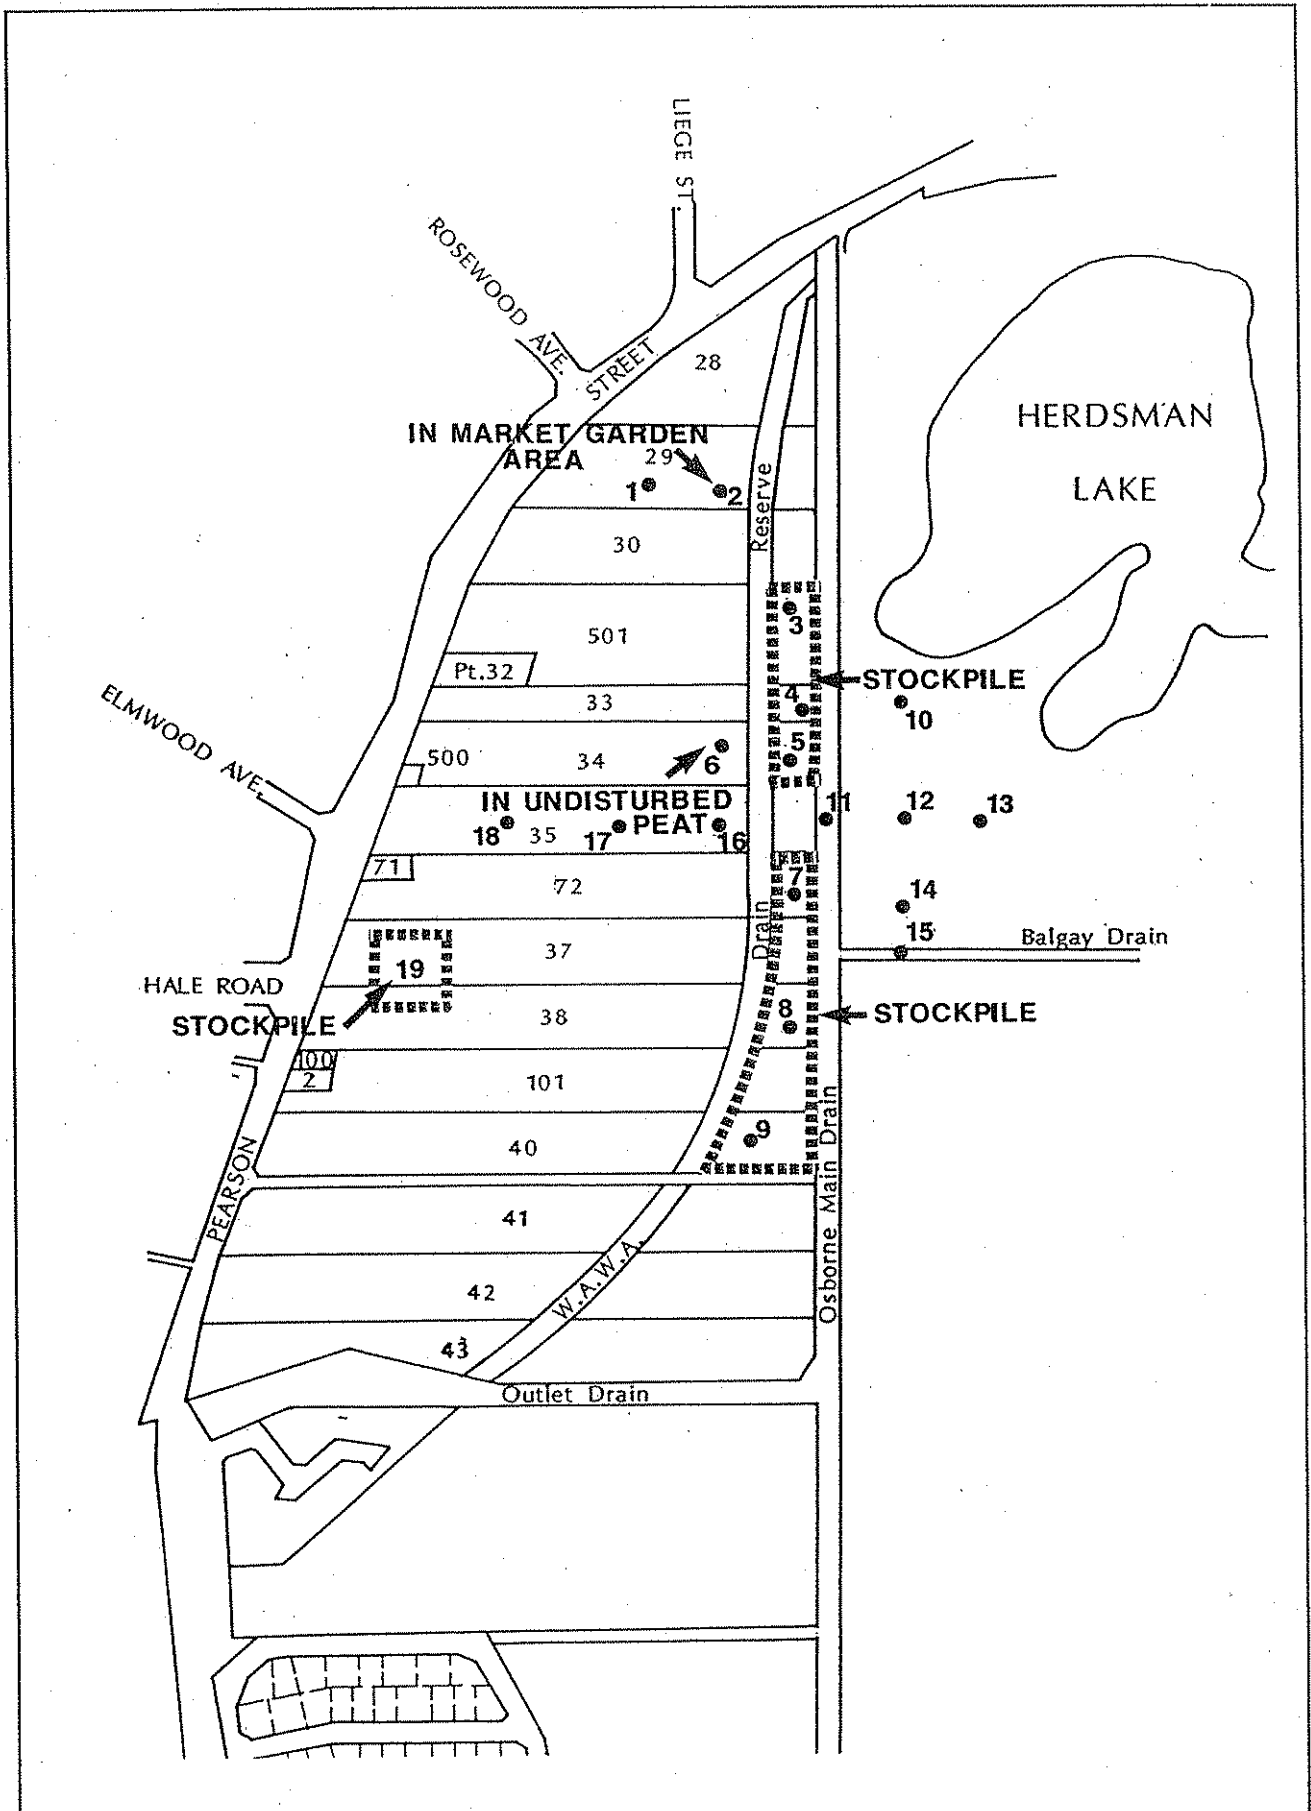 LIEGE ST.
ROSEWOOD AVE.
STREET
28
HERDSMAN
LAKE
IN MARKET GARDEN
AREA
29
1
2
Reserve
30
3
501
Pt.32
STOCKPILE
4
33
10
ELMWOOD AVE.
500
34
6
5
IN UNDISTURBED
PEAT
11
12
13
18
35
17
16
71
72
7
14
15
Drain
Balgay Drain
37
19
HALE ROAD
STOCKPILE
38
8
STOCKPILE
100
2
101
9
40
PEARSON
Osborne Main Drain
41
W.A.W.A.
42
43
Outlet Drain